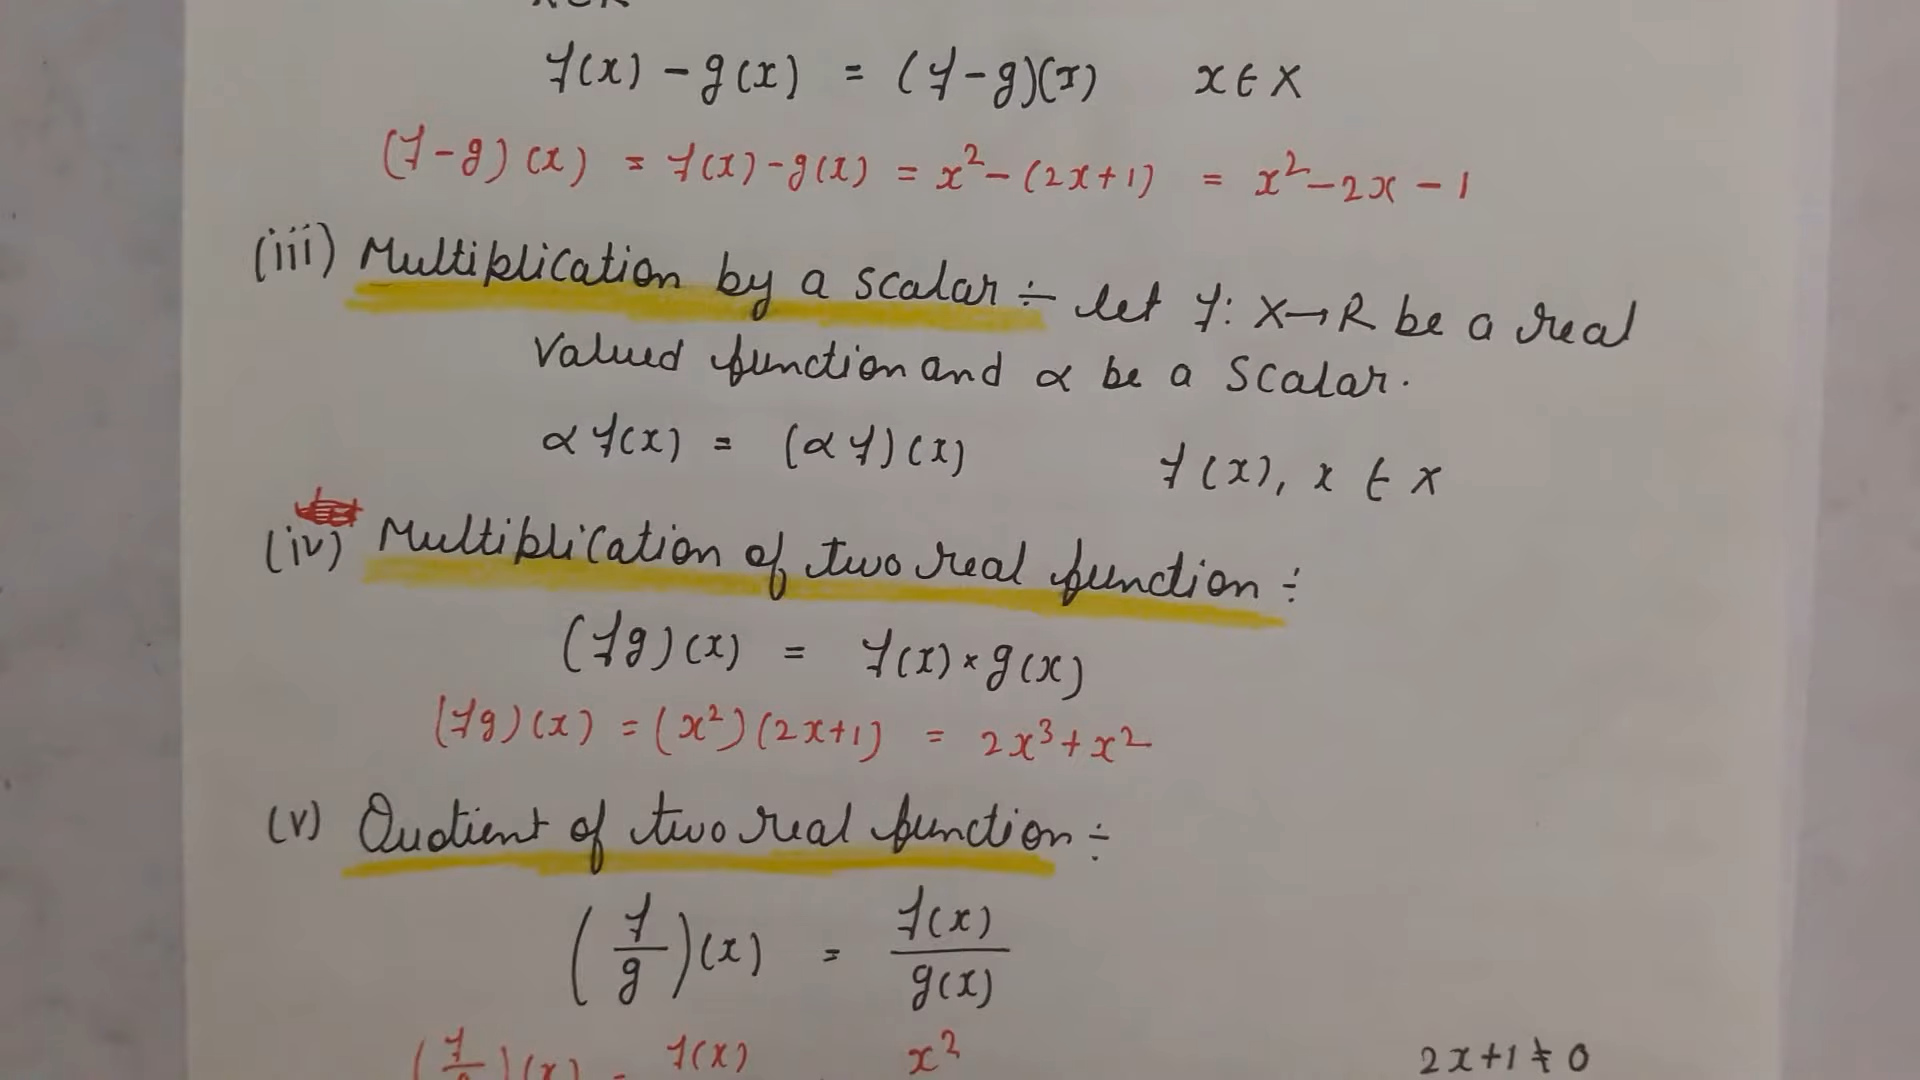 f(x) - g(x) = (f-g)(x) x ∈ X
(f-g)(x) = f(x) - g(x) = x² - (2x+1) = x² - 2x - 1
(iii) Multiplication by a scalar ÷ let f: X→R be a real
valued function and α be a scalar.
α f(x) = (αf)(x) f(x), x ∈ X
(iv) Multiplication of two real function ÷
(fg)(x) = f(x) × g(x)
(fg)(x) = (x²)(2x+1) = 2x³ + x²
(v) Quotient of two real function ÷
(f/g)(x) = f(x)/g(x)
f(x) x² 2x+1 ≠ 0